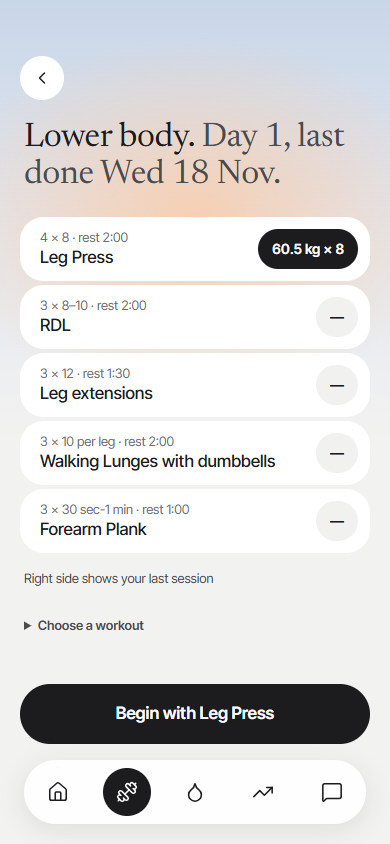 Lower body. Day 1, last
done Wed 18 Nov.
4 × 8 · rest 2:00
Leg Press
60.5 kg × 8
3 × 8–10 · rest 2:00
RDL
—
3 × 12 · rest 1:30
Leg extensions
—
3 × 10 per leg · rest 2:00
Walking Lunges with dumbbells
—
3 × 30 sec-1 min · rest 1:00
Forearm Plank
—
Right side shows your last session
Choose a workout
Begin with Leg Press